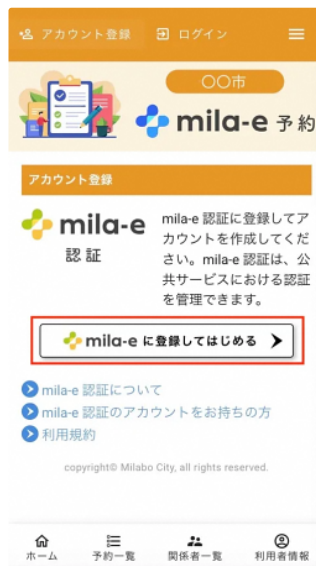 アカウント登録 ログイン
〇〇市
mila-e 予約
アカウント登録
mila-e
認証
mila-e 認証に登録してア
カウントを作成してくだ
さい。mila-e 認証は、公
共サービスにおける認証
を管理できます。
mila-e に登録してはじめる
mila-e 認証について
mila-e 認証のアカウントをお持ちの方
利用規約
copyright© Milabo City, all rights reserved.
ホーム 予約一覧 関係者一覧 利用者情報